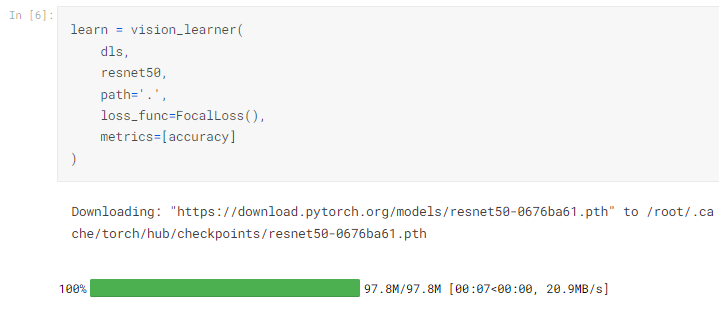 In [6]:
learn = vision_learner(
    dls,
    resnet50,
    path='.',
    loss_func=FocalLoss(),
    metrics=[accuracy]
)
Downloading: "https://download.pytorch.org/models/resnet50-0676ba61.pth" to /root/.ca
che/torch/hub/checkpoints/resnet50-0676ba61.pth
100% 97.8M/97.8M [00:07<00:00, 20.9MB/s]